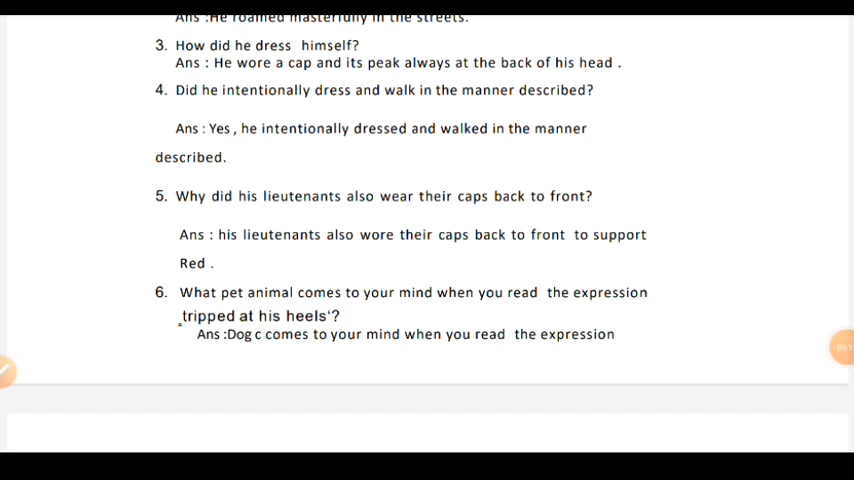 Ans :He roamed masterfully in the streets.
3. How did he dress himself?
Ans : He wore a cap and its peak always at the back of his head .
4. Did he intentionally dress and walk in the manner described?
Ans : Yes , he intentionally dressed and walked in the manner
described.
5. Why did his lieutenants also wear their caps back to front?
Ans : his lieutenants also wore their caps back to front to support
Red .
6. What pet animal comes to your mind when you read the expression
„tripped at his heels‘?
Ans :Dog c comes to your mind when you read the expression